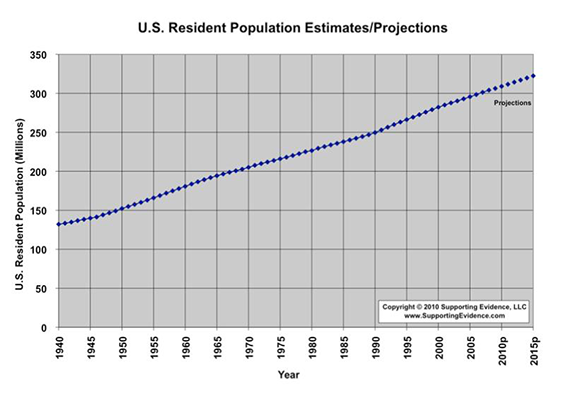 U.S. Resident Population Estimates/Projections
U.S. Resident Population (Millions)
350
300
250
200
150
100
50
0
Projections
Copyright © 2010 Supporting Evidence, LLC
www.SupportingEvidence.com
1940
1945
1950
1955
1960
1965
1970
1975
1980
1985
1990
1995
2000
2005
2010p
2015p
Year